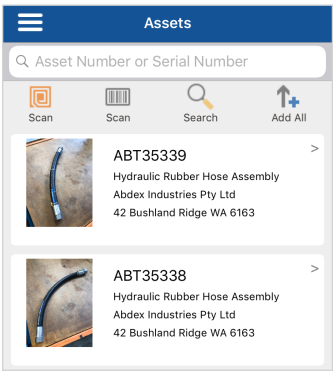 Assets
Asset Number or Serial Number
Scan Scan Search Add All
ABT35339
Hydraulic Rubber Hose Assembly
Abdex Industries Pty Ltd
42 Bushland Ridge WA 6163
ABT35338
Hydraulic Rubber Hose Assembly
Abdex Industries Pty Ltd
42 Bushland Ridge WA 6163